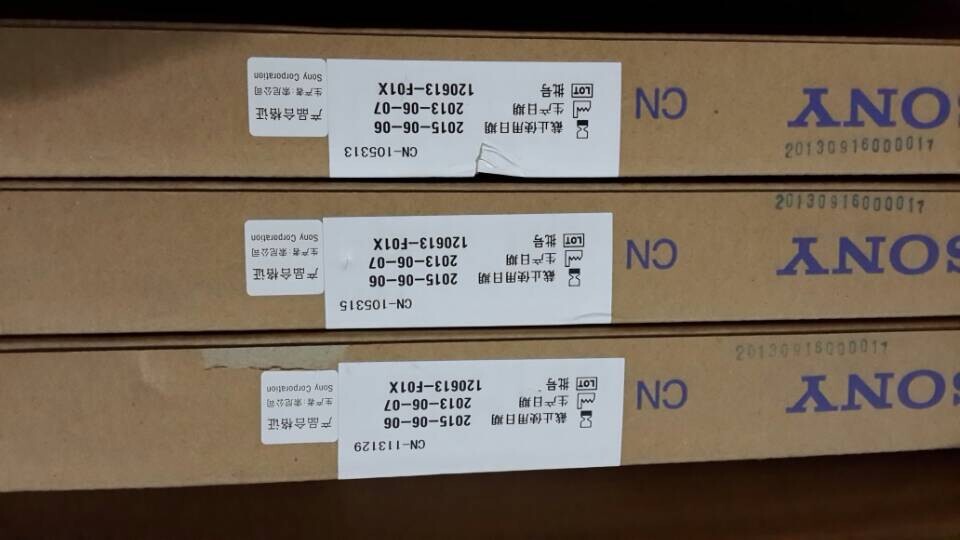 SONY
CN
CN-113129
截止使用日期 2015-06-06
生产日期 2013-06-07
LOT 批号 120613-F01X
产品合格证
生产者:索尼公司
Sony Corporation
20130916000017
SONY
CN
CN-105315
截止使用日期 2015-06-06
生产日期 2013-06-07
LOT 批号 120613-F01X
产品合格证
生产者:索尼公司
Sony Corporation
20130916000017
SONY
CN
CN-105313
截止使用日期 2015-06-06
生产日期 2013-06-07
LOT 批号 120613-F01X
产品合格证
生产者:索尼公司
Sony Corporation
20130916000017